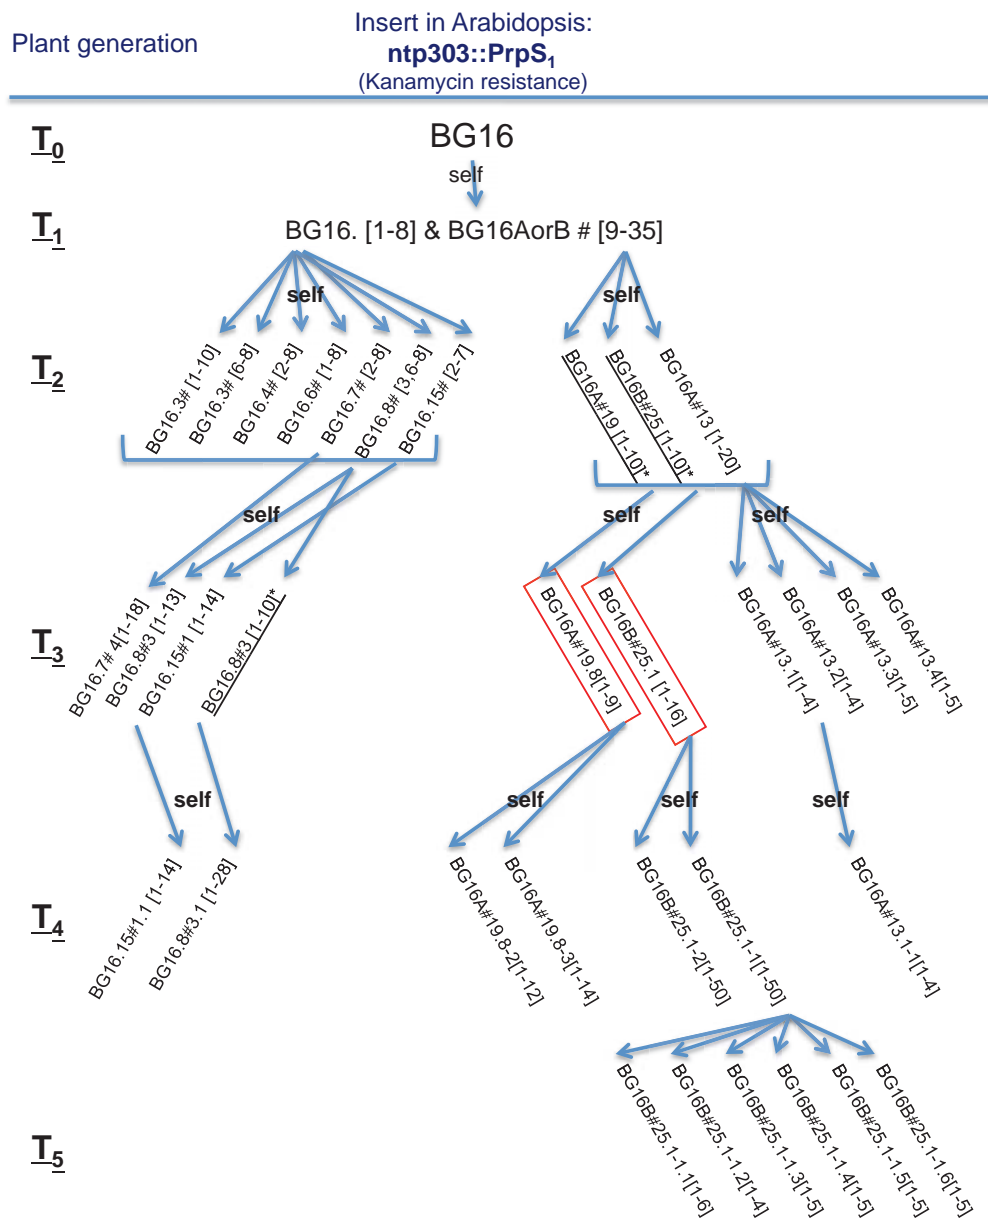 Plant generation
Insert in Arabidopsis:
ntp303::PrpS₁
(Kanamycin resistance)
T₀
BG16
self
T₁
BG16. [1-8] & BG16AorB # [9-35]
self
self
T₂
BG16.3# [1-10]
BG16.3# [6-8]
BG16.4# [2-8]
BG16.6# [1-8]
BG16.7# [2-8]
BG16.8# [3,6-8]
BG16.15# [2-7]
BG16A#19 [1-10]*
BG16B#25 [1-10]*
BG16A#13 [1-20]
self
self
self
T₃
BG16.7# 4[1-18]
BG16.8#3 [1-13]
BG16.15#1 [1-14]
BG16.8#3 [1-10]*
BG16A#19.8[1-9]
BG16B#25.1 [1-16]
BG16A#13.1[1-4]
BG16A#13.2[1-4]
BG16A#13.3[1-5]
BG16A#13.4[1-5]
self
self
self
self
T₄
BG16.15#1.1 [1-14]
BG16.8#3.1 [1-28]
BG16A#19.8-2[1-12]
BG16A#19.8-3[1-14]
BG16B#25.1-2[1-50]
BG16B#25.1-1[1-50]
BG16A#13.1-1[1-4]
T₅
BG16B#25.1-1.1[1-6]
BG16B#25.1-1.2[1-4]
BG16B#25.1-1.3[1-5]
BG16B#25.1-1.4[1-5]
BG16B#25.1-1.5[1-5]
BG16B#25.1-1.6[1-5]